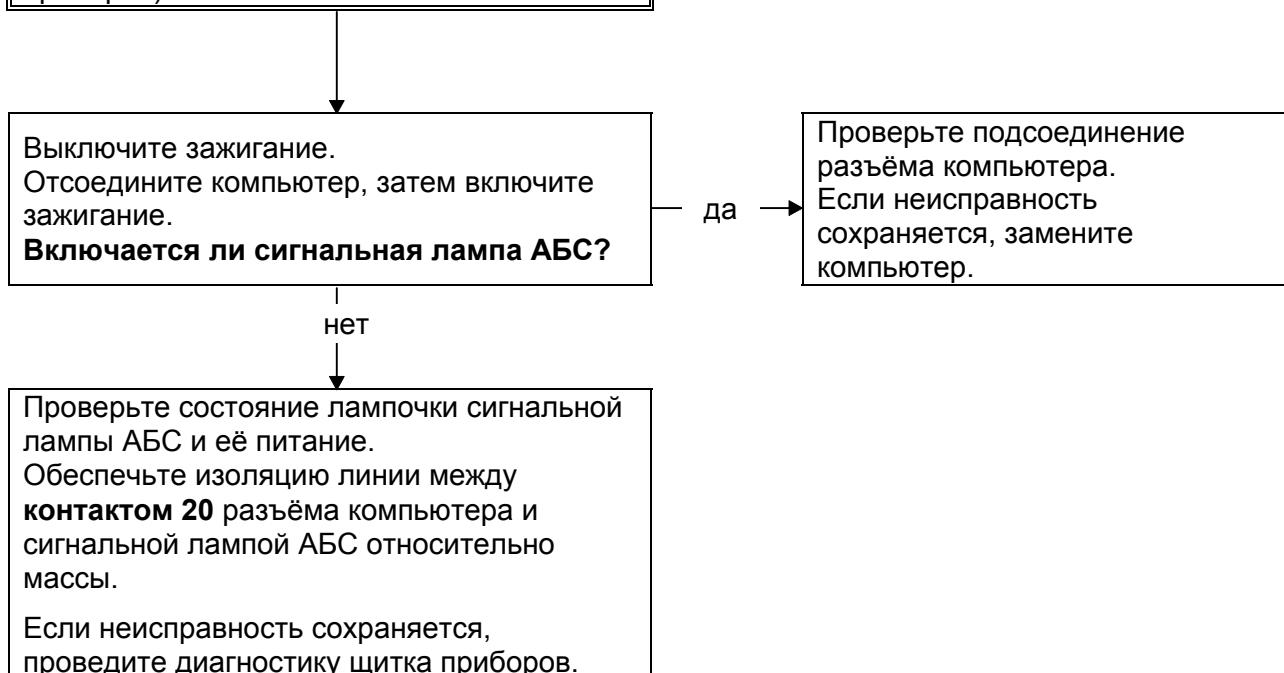 Выключите зажигание.
Отсоедините компьютер, затем включите
зажигание.
Включается ли сигнальная лампа АБС?
да
Проверьте подсоединение
разъёма компьютера.
Если неисправность
сохраняется, замените
компьютер.
нет
Проверьте состояние лампочки сигнальной
лампы АБС и её питание.
Обеспечьте изоляцию линии между
контактом 20 разъёма компьютера и
сигнальной лампой АБС относительно
массы.
Если неисправность сохраняется,
проведите диагностику щитка приборов.